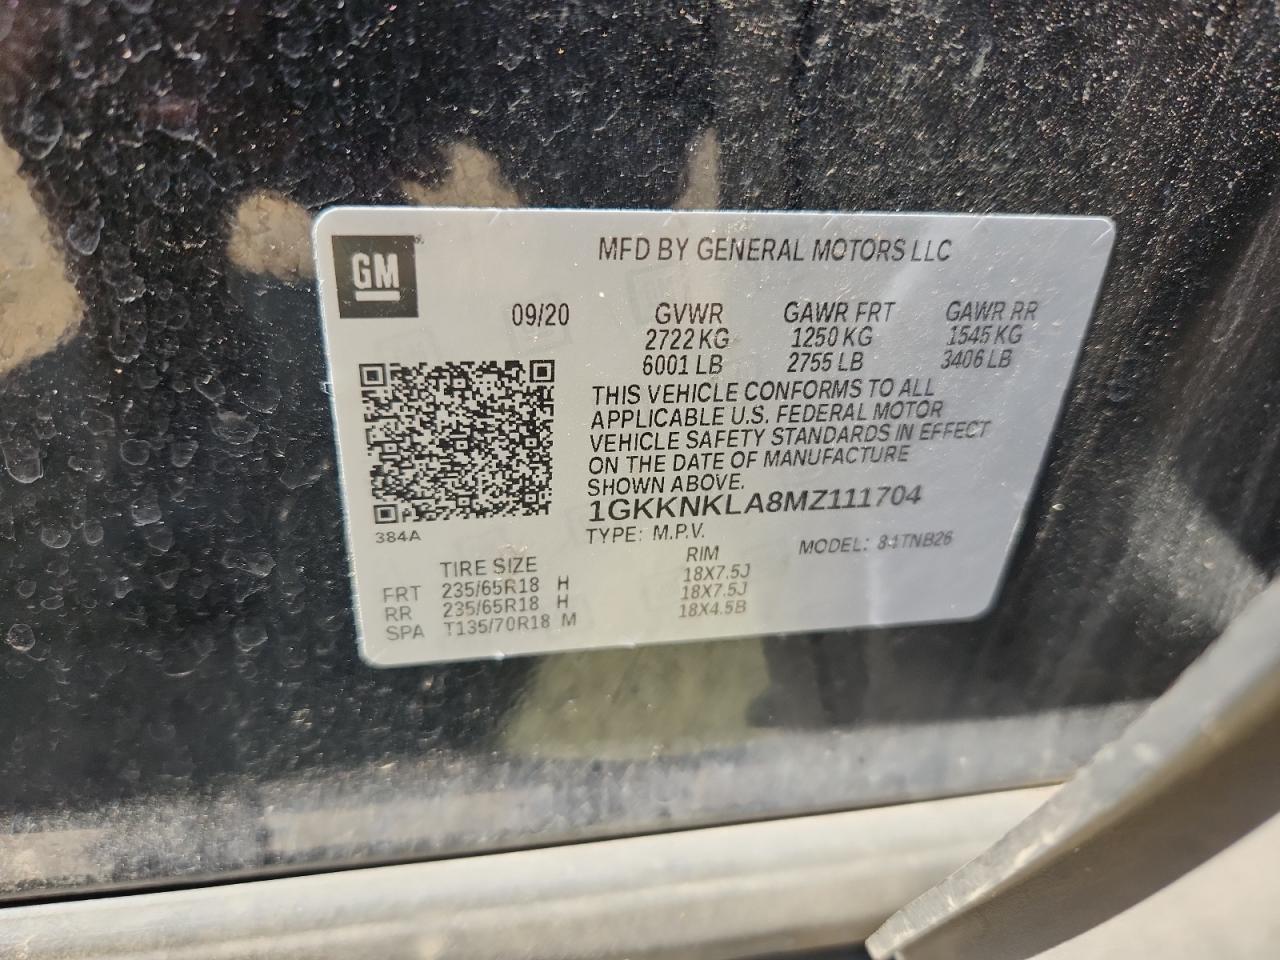 MFD BY GENERAL MOTORS LLC
GM
09/20 GVWR GAWR FRT GAWR RR
2722 KG 1250 KG 1545 KG
6001 LB 2755 LB 3406 LB
THIS VEHICLE CONFORMS TO ALL
APPLICABLE U.S. FEDERAL MOTOR
VEHICLE SAFETY STANDARDS IN EFFECT
ON THE DATE OF MANUFACTURE
SHOWN ABOVE.
1GKKNKLA8MZ111704
384A
TYPE: M.P.V. MODEL: 84TNB26
TIRE SIZE RIM
FRT 235/65R18 H 18X7.5J
RR 235/65R18 H 18X7.5J
SPA T135/70R18 M 18X4.5B